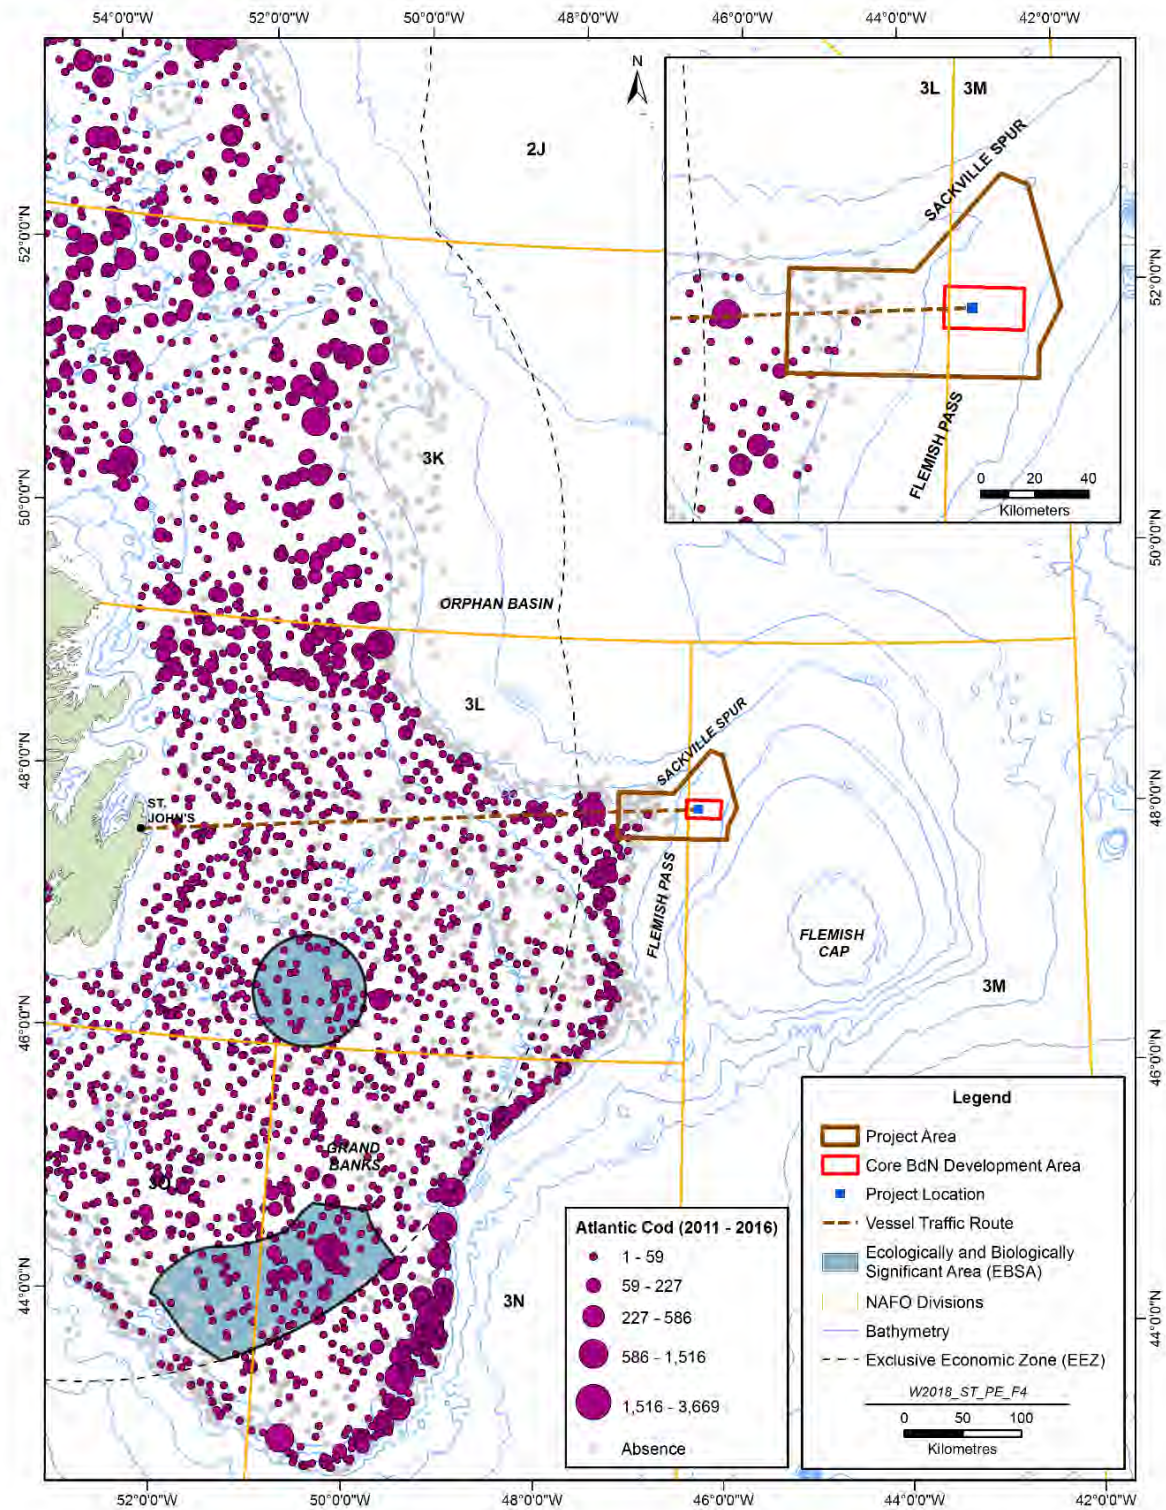 54°0'0"W
52°0'0"W
50°0'0"W
48°0'0"W
46°0'0"W
44°0'0"W
42°0'0"W
N
3L
3M
SACKVILLE SPUR
FLEMISH PASS
0 20 40
Kilometers
2J
52°0'0"N
52°0'0"N
3K
50°0'0"N
50°0'0"N
ORPHAN BASIN
3L
SACKVILLE SPUR
48°0'0"N
48°0'0"N
ST.
JOHN'S
FLEMISH PASS
FLEMISH
CAP
3M
46°0'0"N
46°0'0"N
GRAND
BANKS
3O
3N
44°0'0"N
44°0'0"N
Atlantic Cod (2011 - 2016)
1 - 59
59 - 227
227 - 586
586 - 1,516
1,516 - 3,669
Absence
Legend
Project Area
Core BdN Development Area
Project Location
Vessel Traffic Route
Ecologically and Biologically
Significant Area (EBSA)
NAFO Divisions
Bathymetry
Exclusive Economic Zone (EEZ)
W2018_ST_PE_F4
0 50 100
Kilometres
52°0'0"W
50°0'0"W
48°0'0"W
46°0'0"W
44°0'0"W
42°0'0"W